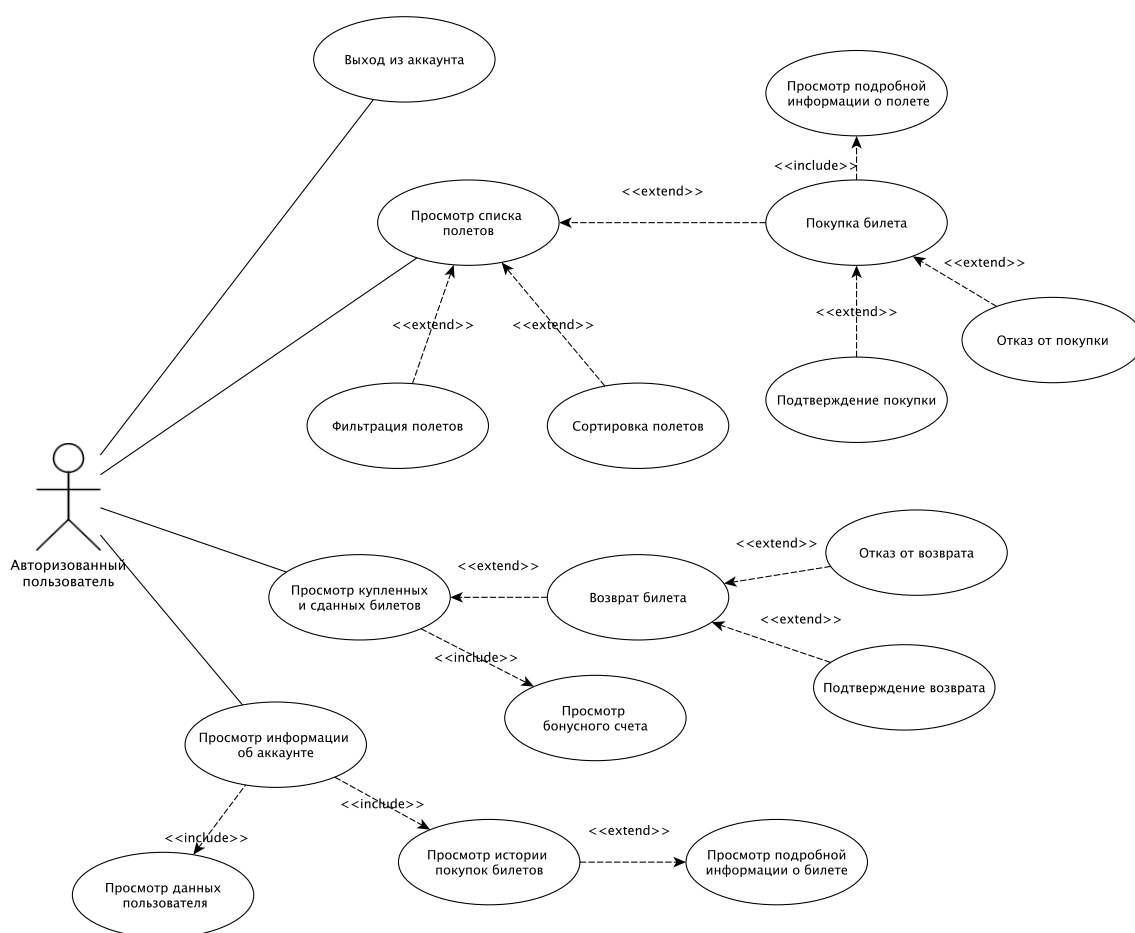 Выход из аккаунта
Просмотр подробной
информации о полете
<<include>>
<<extend>>
Просмотр списка
полетов
Покупка билета
<<extend>>
<<extend>>
<<extend>>
<<extend>>
Отказ от покупки
Подтверждение покупки
Фильтрация полетов
Сортировка полетов
Авторизованный
пользователь
<<extend>>
<<extend>>
Отказ от возврата
Просмотр купленных
и сданных билетов
Возврат билета
<<extend>>
<<include>>
Подтверждение возврата
Просмотр
бонусного счета
Просмотр информации
об аккаунте
<<include>>
<<include>>
<<extend>>
Просмотр истории
покупок билетов
Просмотр подробной
информации о билете
Просмотр данных
пользователя